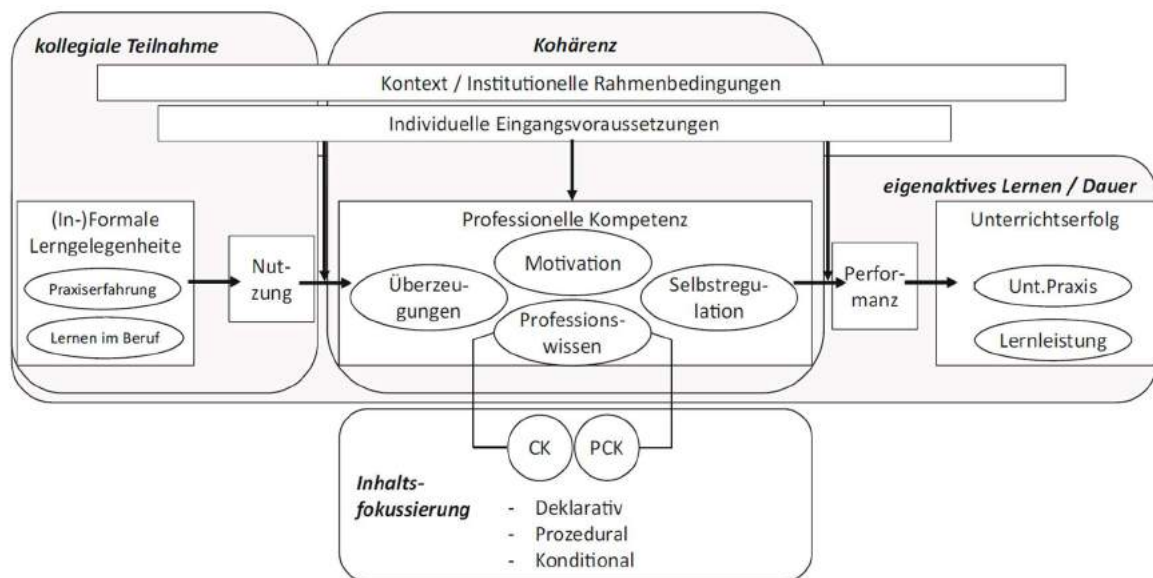 kollegiale Teilnahme
Kohärenz
Kontext / Institutionelle Rahmenbedingungen
Individuelle Eingangsvoraussetzungen
eigenaktives Lernen / Dauer
(In-)Formale
Lerngelegenheite
Praxiserfahrung
Lernen im Beruf
Nut-
zung
Professionelle Kompetenz
Motivation
Überzeu-
gungen
Selbstregu-
lation
Professions-
wissen
Perfor-
manz
Unterrichtserfolg
Unt.Praxis
Lernleistung
CK
PCK
Inhalts-
fokussierung
- Deklarativ
- Prozedural
- Konditional